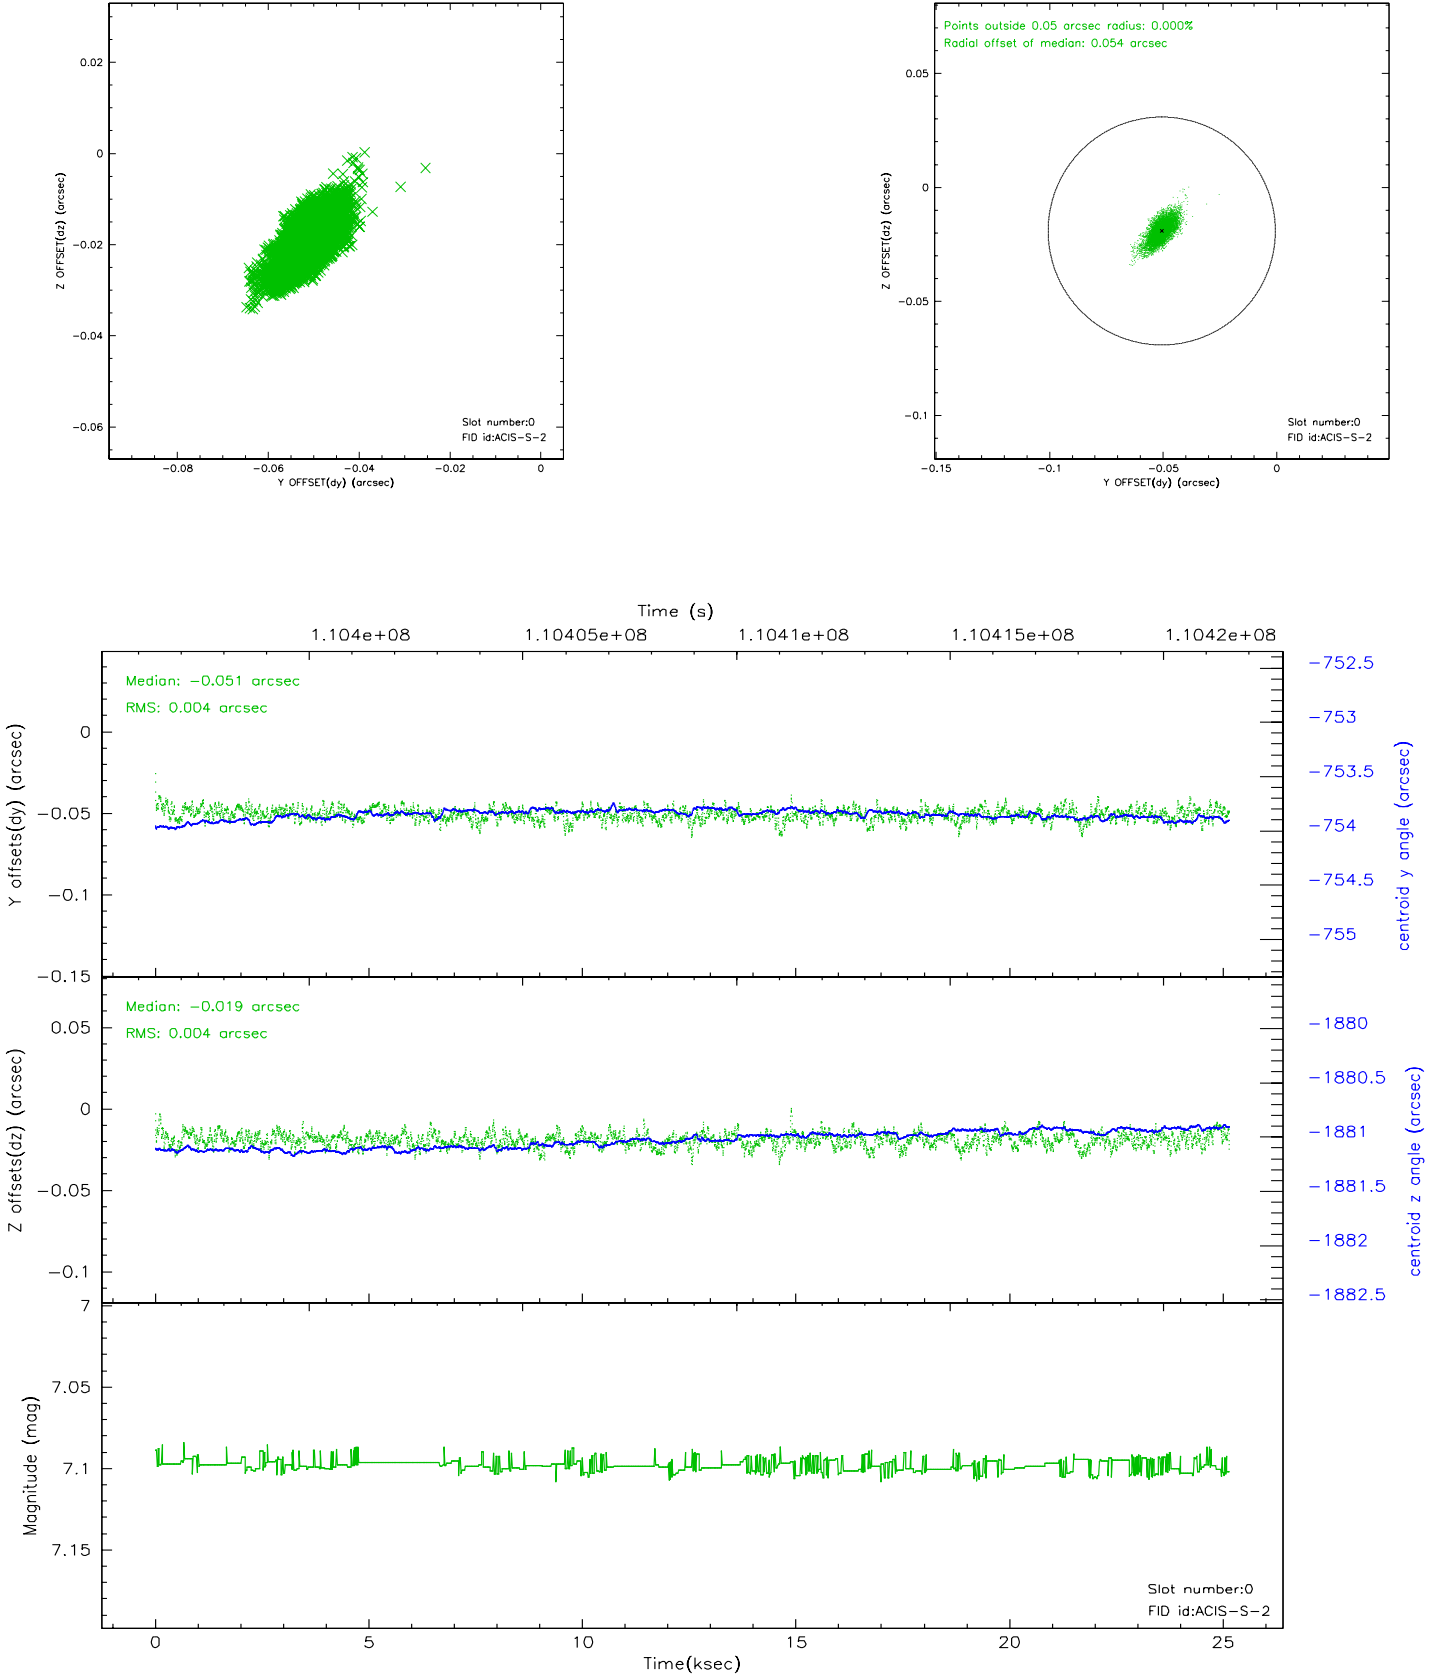 0.02
0
−0.02
−0.04
−0.06
Z OFFSET(dz) (arcsec)
Slot number:0
FID id:ACIS−S−2
−0.08
−0.06
−0.04
−0.02
0
Y OFFSET(dy) (arcsec)
Points outside 0.05 arcsec radius: 0.000%
Radial offset of median: 0.054 arcsec
0.05
0
−0.05
−0.1
Z OFFSET(dz) (arcsec)
Slot number:0
FID id:ACIS−S−2
−0.15
−0.1
−0.05
0
Y OFFSET(dy) (arcsec)
Time (s)
1.104e+08
1.10405e+08
1.1041e+08
1.10415e+08
1.1042e+08
Median: −0.051 arcsec
RMS: 0.004 arcsec
0
−0.05
−0.1
−0.15
Y offsets(dy) (arcsec)
−752.5
−753
−753.5
−754
−754.5
−755
centroid y angle (arcsec)
Median: −0.019 arcsec
RMS: 0.004 arcsec
0.05
0
−0.05
−0.1
Z offsets(dz) (arcsec)
−1880
−1880.5
−1881
−1881.5
−1882
−1882.5
centroid z angle (arcsec)
7
7.05
7.1
7.15
Magnitude (mag)
Slot number:0
FID id:ACIS−S−2
0
5
10
15
20
25
Time(ksec)